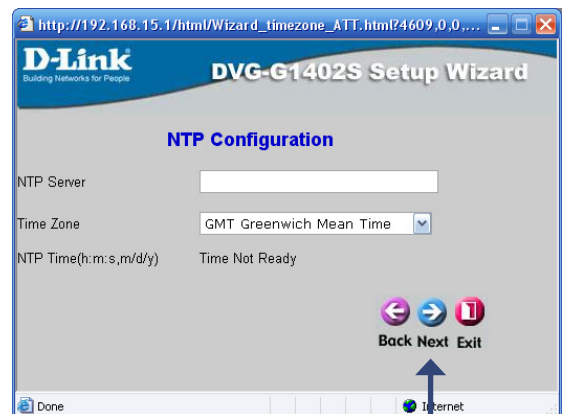 http://192.168.15.1/html/Wizard_timezone_ATT.html?4609,0,0,...
D-Link
Building Networks for People
DVG-G1402S Setup Wizard
NTP Configuration
NTP Server
Time Zone
GMT Greenwich Mean Time
NTP Time(h:m:s,m/d/y)
Time Not Ready
Back Next Exit
Done
Internet